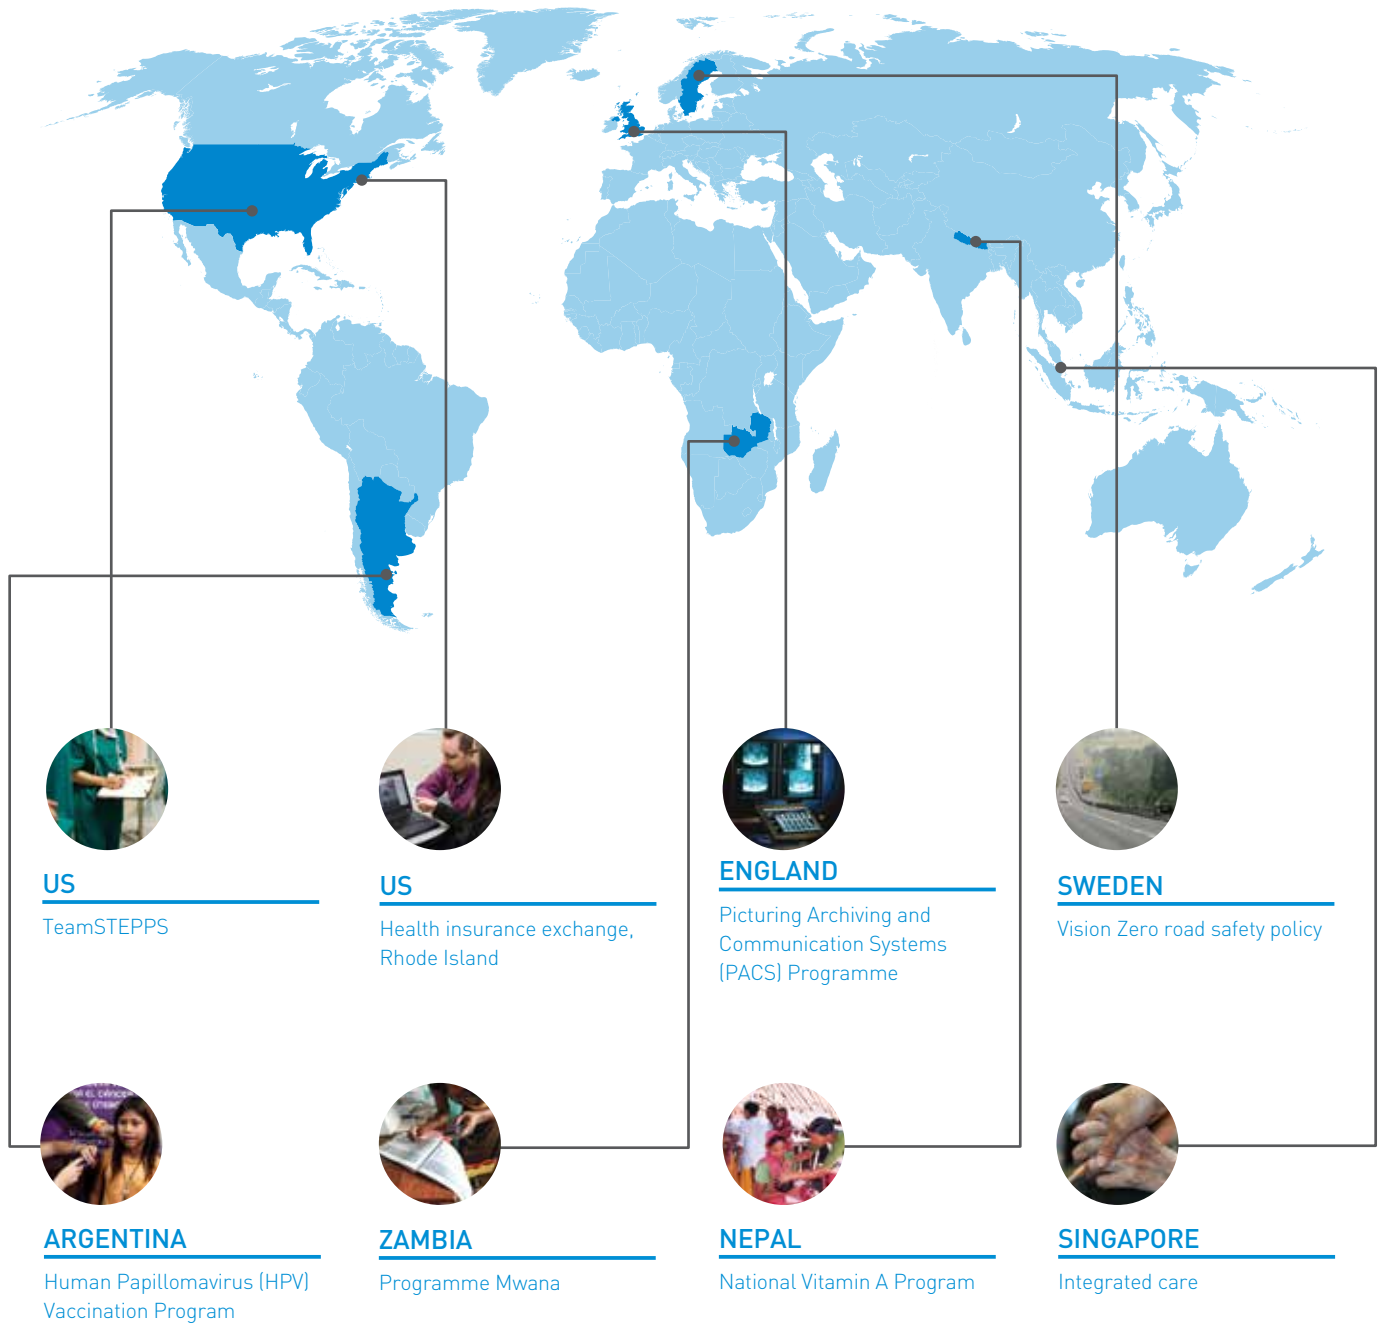 US
TeamSTEPPS
US
Health insurance exchange,
Rhode Island
ENGLAND
Picturing Archiving and
Communication Systems
(PACS) Programme
SWEDEN
Vision Zero road safety policy
ARGENTINA
Human Papillomavirus (HPV)
Vaccination Program
ZAMBIA
Programme Mwana
NEPAL
National Vitamin A Program
SINGAPORE
Integrated care